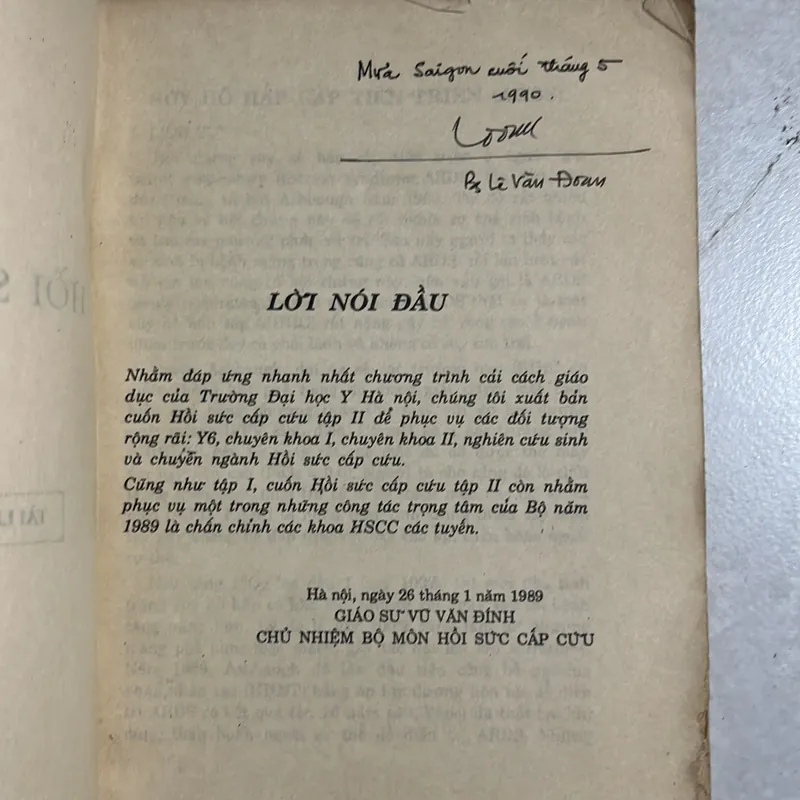 Mưa Saigon cuối tháng 5
1990.
Bs Lê Văn Đoan
LỜI NÓI ĐẦU
Nhằm đáp ứng nhanh nhất chương trình cải cách giáo
dục của Trường Đại học Y Hà nội, chúng tôi xuất bản
cuốn Hồi sức cấp cứu tập II để phục vụ các đối tượng
rộng rãi: Y6, chuyên khoa I, chuyên khoa II, nghiên cứu sinh
và chuyển ngành Hồi sức cấp cứu.
Cũng như tập I, cuốn Hồi sức cấp cứu tập II còn nhằm
phục vụ một trong những công tác trọng tâm của Bộ năm
1989 là chấn chỉnh các khoa HSCC các tuyến.
Hà nội, ngày 26 tháng 1 năm 1989
GIÁO SƯ VŨ VĂN ĐÍNH
CHỦ NHIỆM BỘ MÔN HỒI SỨC CẤP CỨU